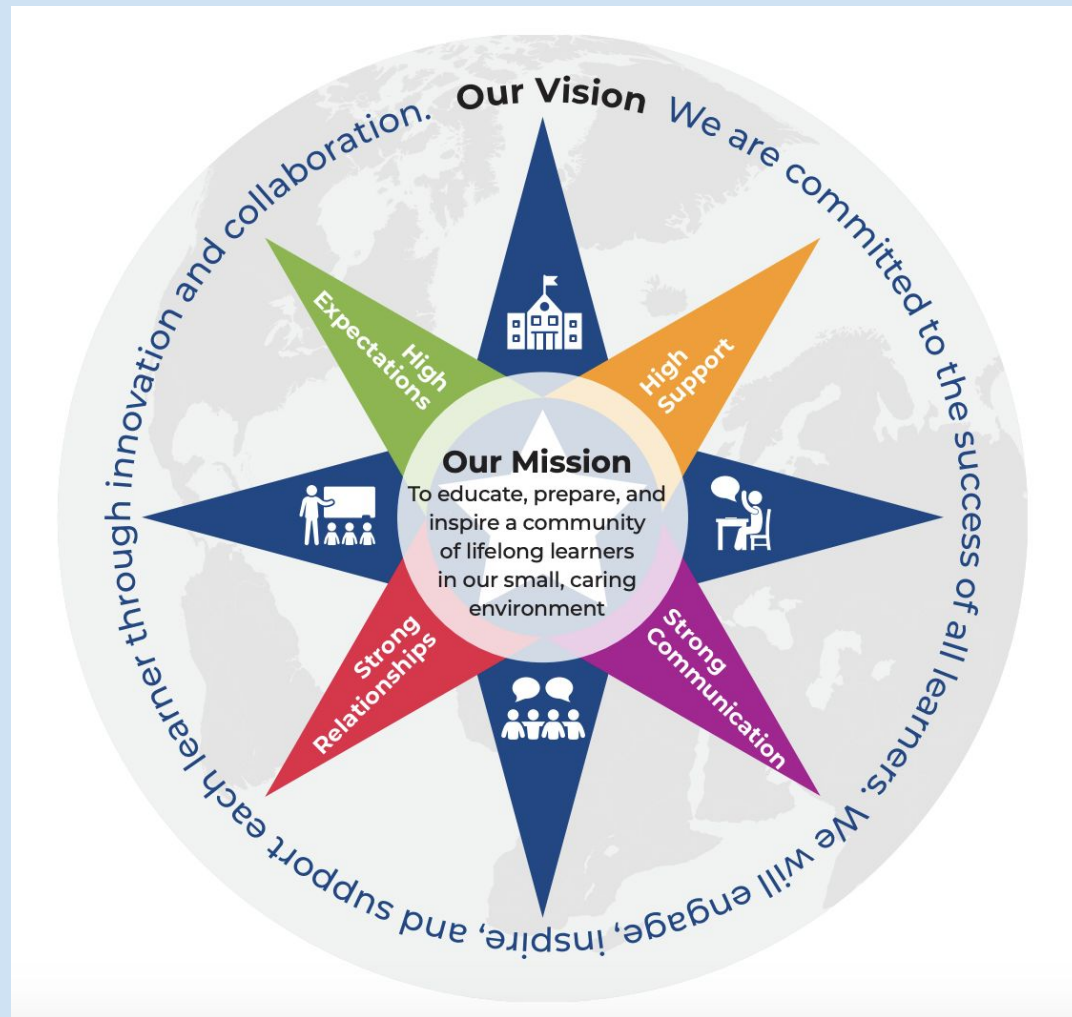 Our Vision We are committed to the success of all learners. We will engage, inspire, and support each learner through innovation and collaboration.
High
Expectations
High
Support
Our Mission
To educate, prepare, and
inspire a community
of lifelong learners
in our small, caring
environment
Strong
Relationships
Strong
Communication